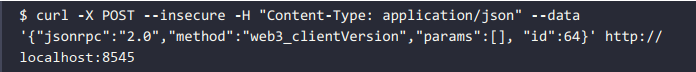 $ curl -X POST --insecure -H "Content-Type: application/json" --data
'{"jsonrpc":"2.0","method":"web3_clientVersion","params":[], "id":64}' http://
localhost:8545